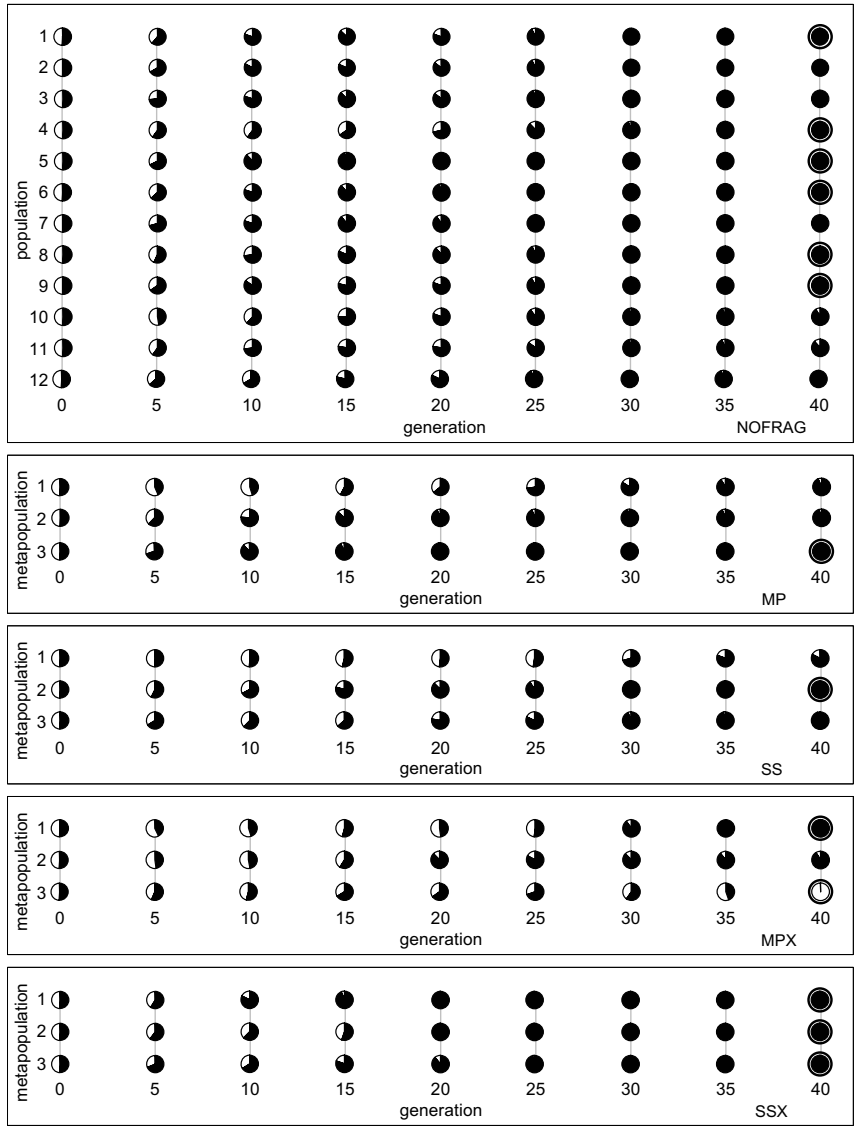 population
1
2
3
4
5
6
7
8
9
10
11
12
0 5 10 15 20 25 30 35 40
generation NOFRAG
metapopulation
1
2
3
0 5 10 15 20 25 30 35 40
generation MP
metapopulation
1
2
3
0 5 10 15 20 25 30 35 40
generation SS
metapopulation
1
2
3
0 5 10 15 20 25 30 35 40
generation MPX
metapopulation
1
2
3
0 5 10 15 20 25 30 35 40
generation SSX